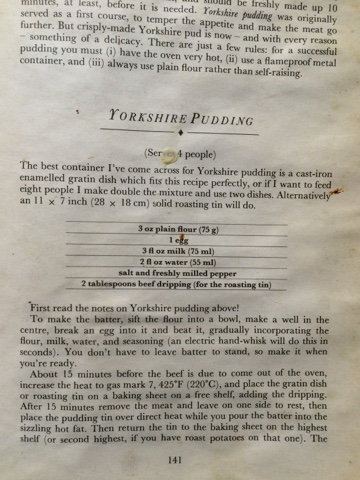 minutes, at least, before it is needed. Yorkshire pudding was originally
should be freshly made up 10
served as a first course, to temper the appetite and make the meat go
further. But crisply-made Yorkshire pud is now – and with every reason
– something of a delicacy. There are just a few rules: for a successful
pudding you must (i) have the oven very hot, (ii) use a flameproof metal
container, and (iii) always use plain flour rather than self-raising.
YORKSHIRE PUDDING
(Serves 4 people)
The best container I've come across for Yorkshire pudding is a cast-iron
enamelled gratin dish which fits this recipe perfectly, or if I want to feed
eight people I make double the mixture and use two dishes. Alternatively
an 11 × 7 inch (28 × 18 cm) solid roasting tin will do.
3 oz plain flour (75 g)
1 egg
3 fl oz milk (75 ml)
2 fl oz water (55 ml)
salt and freshly milled pepper
2 tablespoons beef dripping (for the roasting tin)
First read the notes on Yorkshire pudding above!
To make the batter, sift the flour into a bowl, make a well in the
centre, break an egg into it and beat it, gradually incorporating the
flour, milk, water, and seasoning (an electric hand-whisk will do this in
seconds). You don't have to leave batter to stand, so make it when
you're ready.
About 15 minutes before the beef is due to come out of the oven,
increase the heat to gas mark 7, 425°F (220°C), and place the gratin dish
or roasting tin on a baking sheet on a free shelf, adding the dripping.
After 15 minutes remove the meat and leave on one side to rest, then
place the pudding tin over direct heat while you pour the batter into the
sizzling hot fat. Then return the tin to the baking sheet on the highest
shelf (or second highest, if you have roast potatoes on that one). The
141